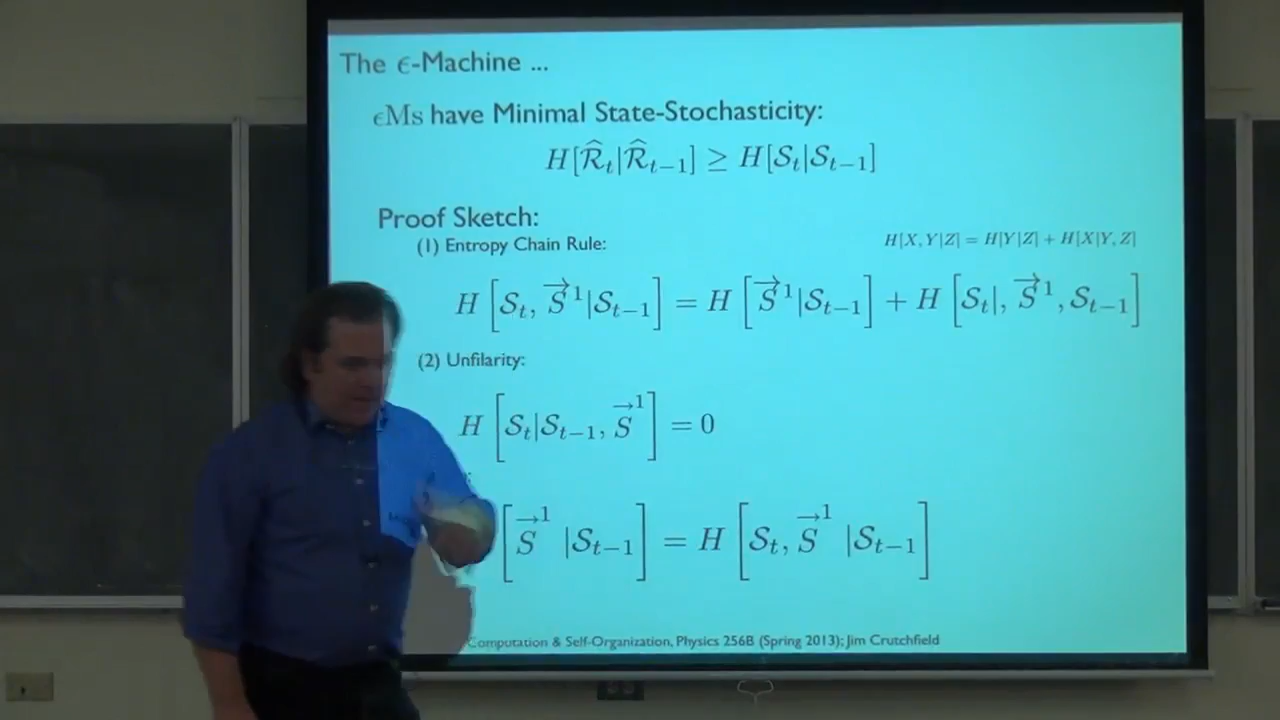 The ϵ-Machine ...
ϵMs have Minimal State-Stochasticity:
H[R̂_t|R̂_{t−1}] ≥ H[S_t|S_{t−1}]
Proof Sketch:
(1) Entropy Chain Rule:
H[X,Y|Z] = H[Y|Z] + H[X|Y,Z]
H[S_t, S⃗^1|S_{t−1}] = H[S⃗^1|S_{t−1}] + H[S_t|, S⃗^1, S_{t−1}]
(2) Unfilarity:
H[S_t|S_{t−1}, S⃗^1] = 0
[S⃗^1 |S_{t−1}] = H[S_t, S⃗^1 |S_{t−1}]
Computation & Self-Organization, Physics 256B (Spring 2013); Jim Crutchfield